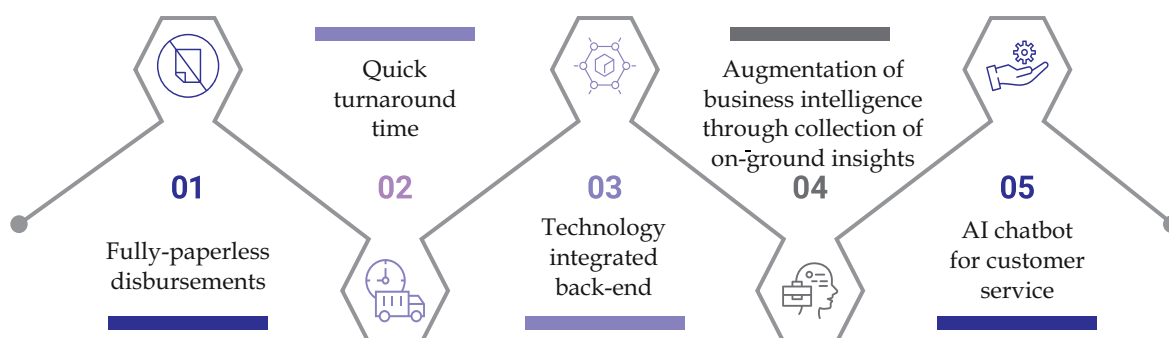 01
Fully-paperless
disbursements
Quick
turnaround
time
02
03
Technology
integrated
back-end
Augmentation of
business intelligence
through collection of
on-ground insights
04
05
AI chatbot
for customer
service